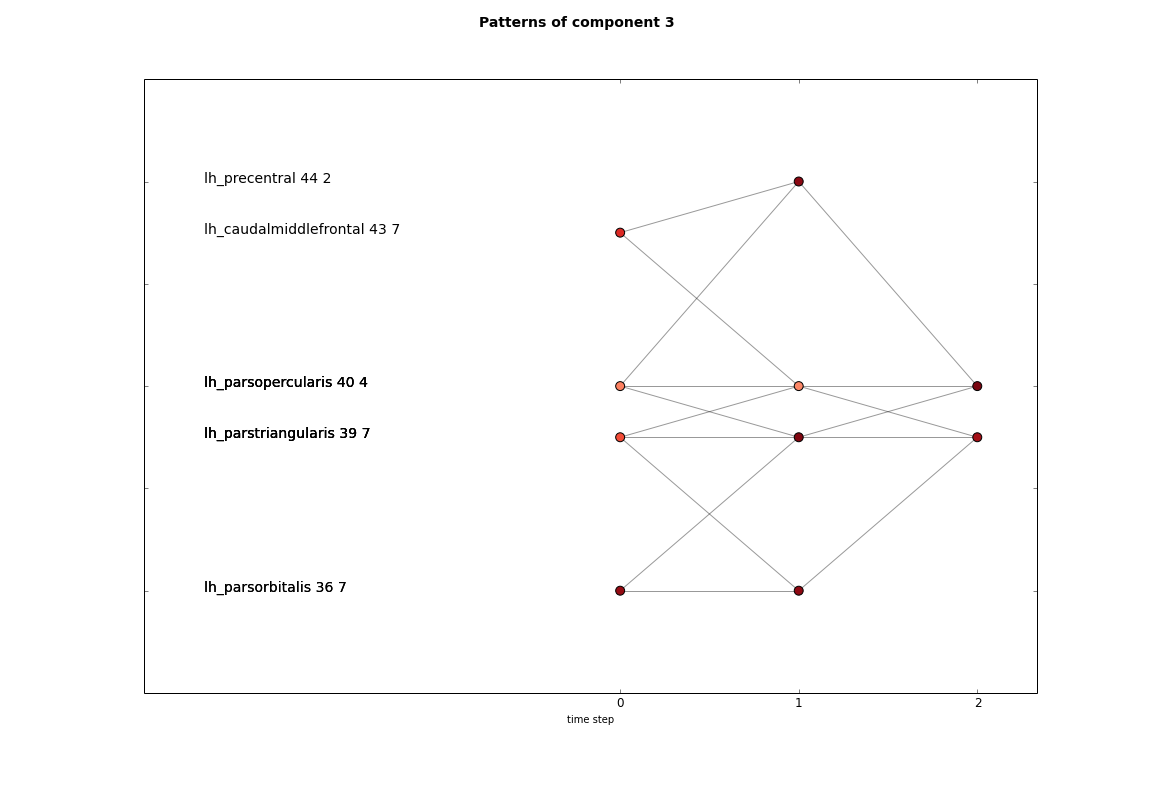 Patterns of component 3
lh_precentral 44 2
lh_caudalmiddlefrontal 43 7
lh_parsopercularis 40 4
lh_parstriangularis 39 7
lh_parsorbitalis 36 7
0 1 2
time step